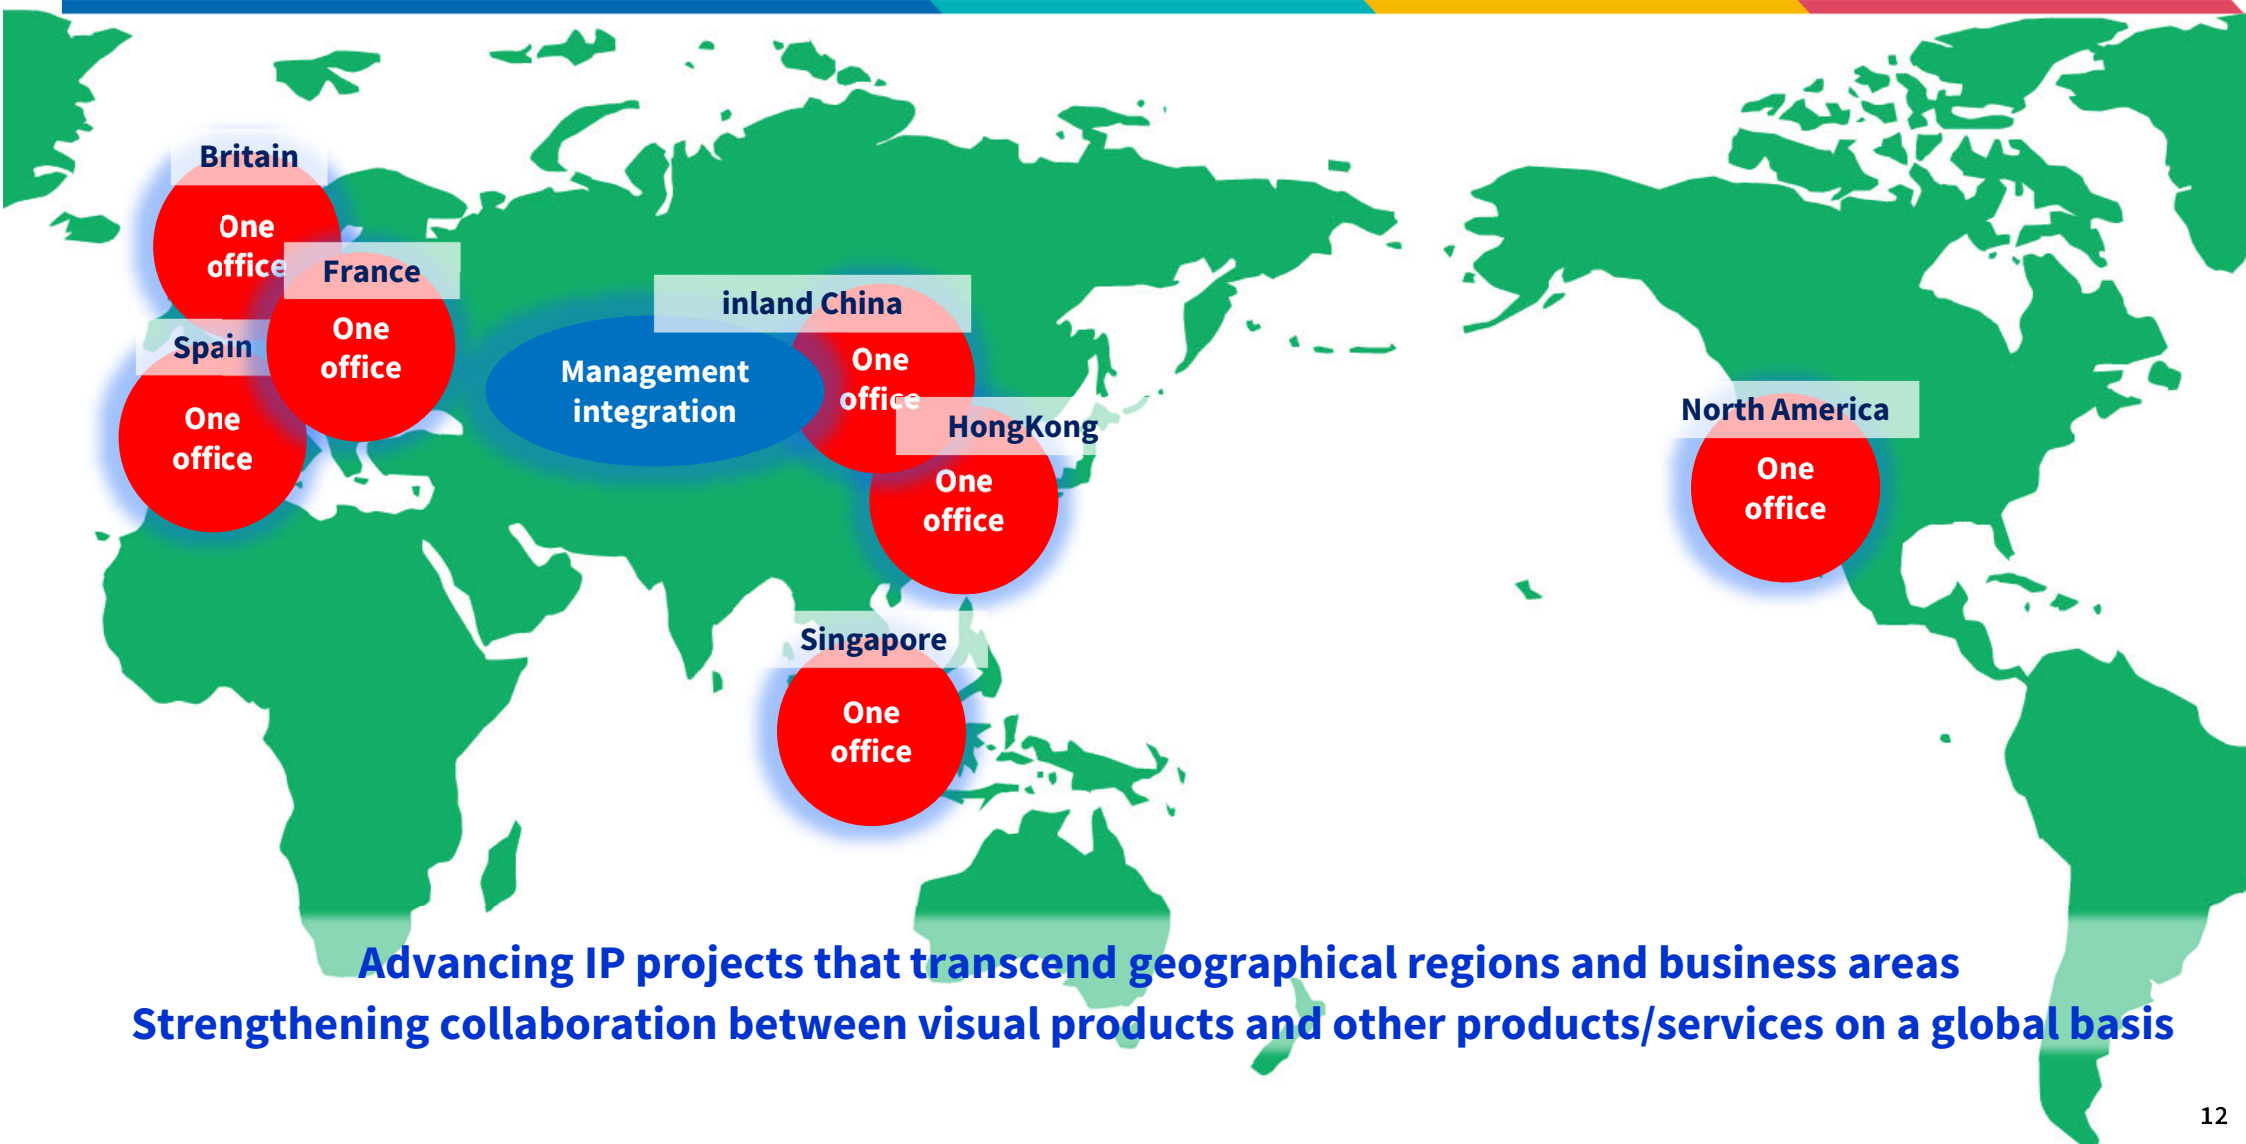 Britain
One
office
France
One
office
Spain
One
office
Management
integration
inland China
One
office
HongKong
One
office
Singapore
One
office
North America
One
office
Advancing IP projects that transcend geographical regions and business areas
Strengthening collaboration between visual products and other products/services on a global basis
12